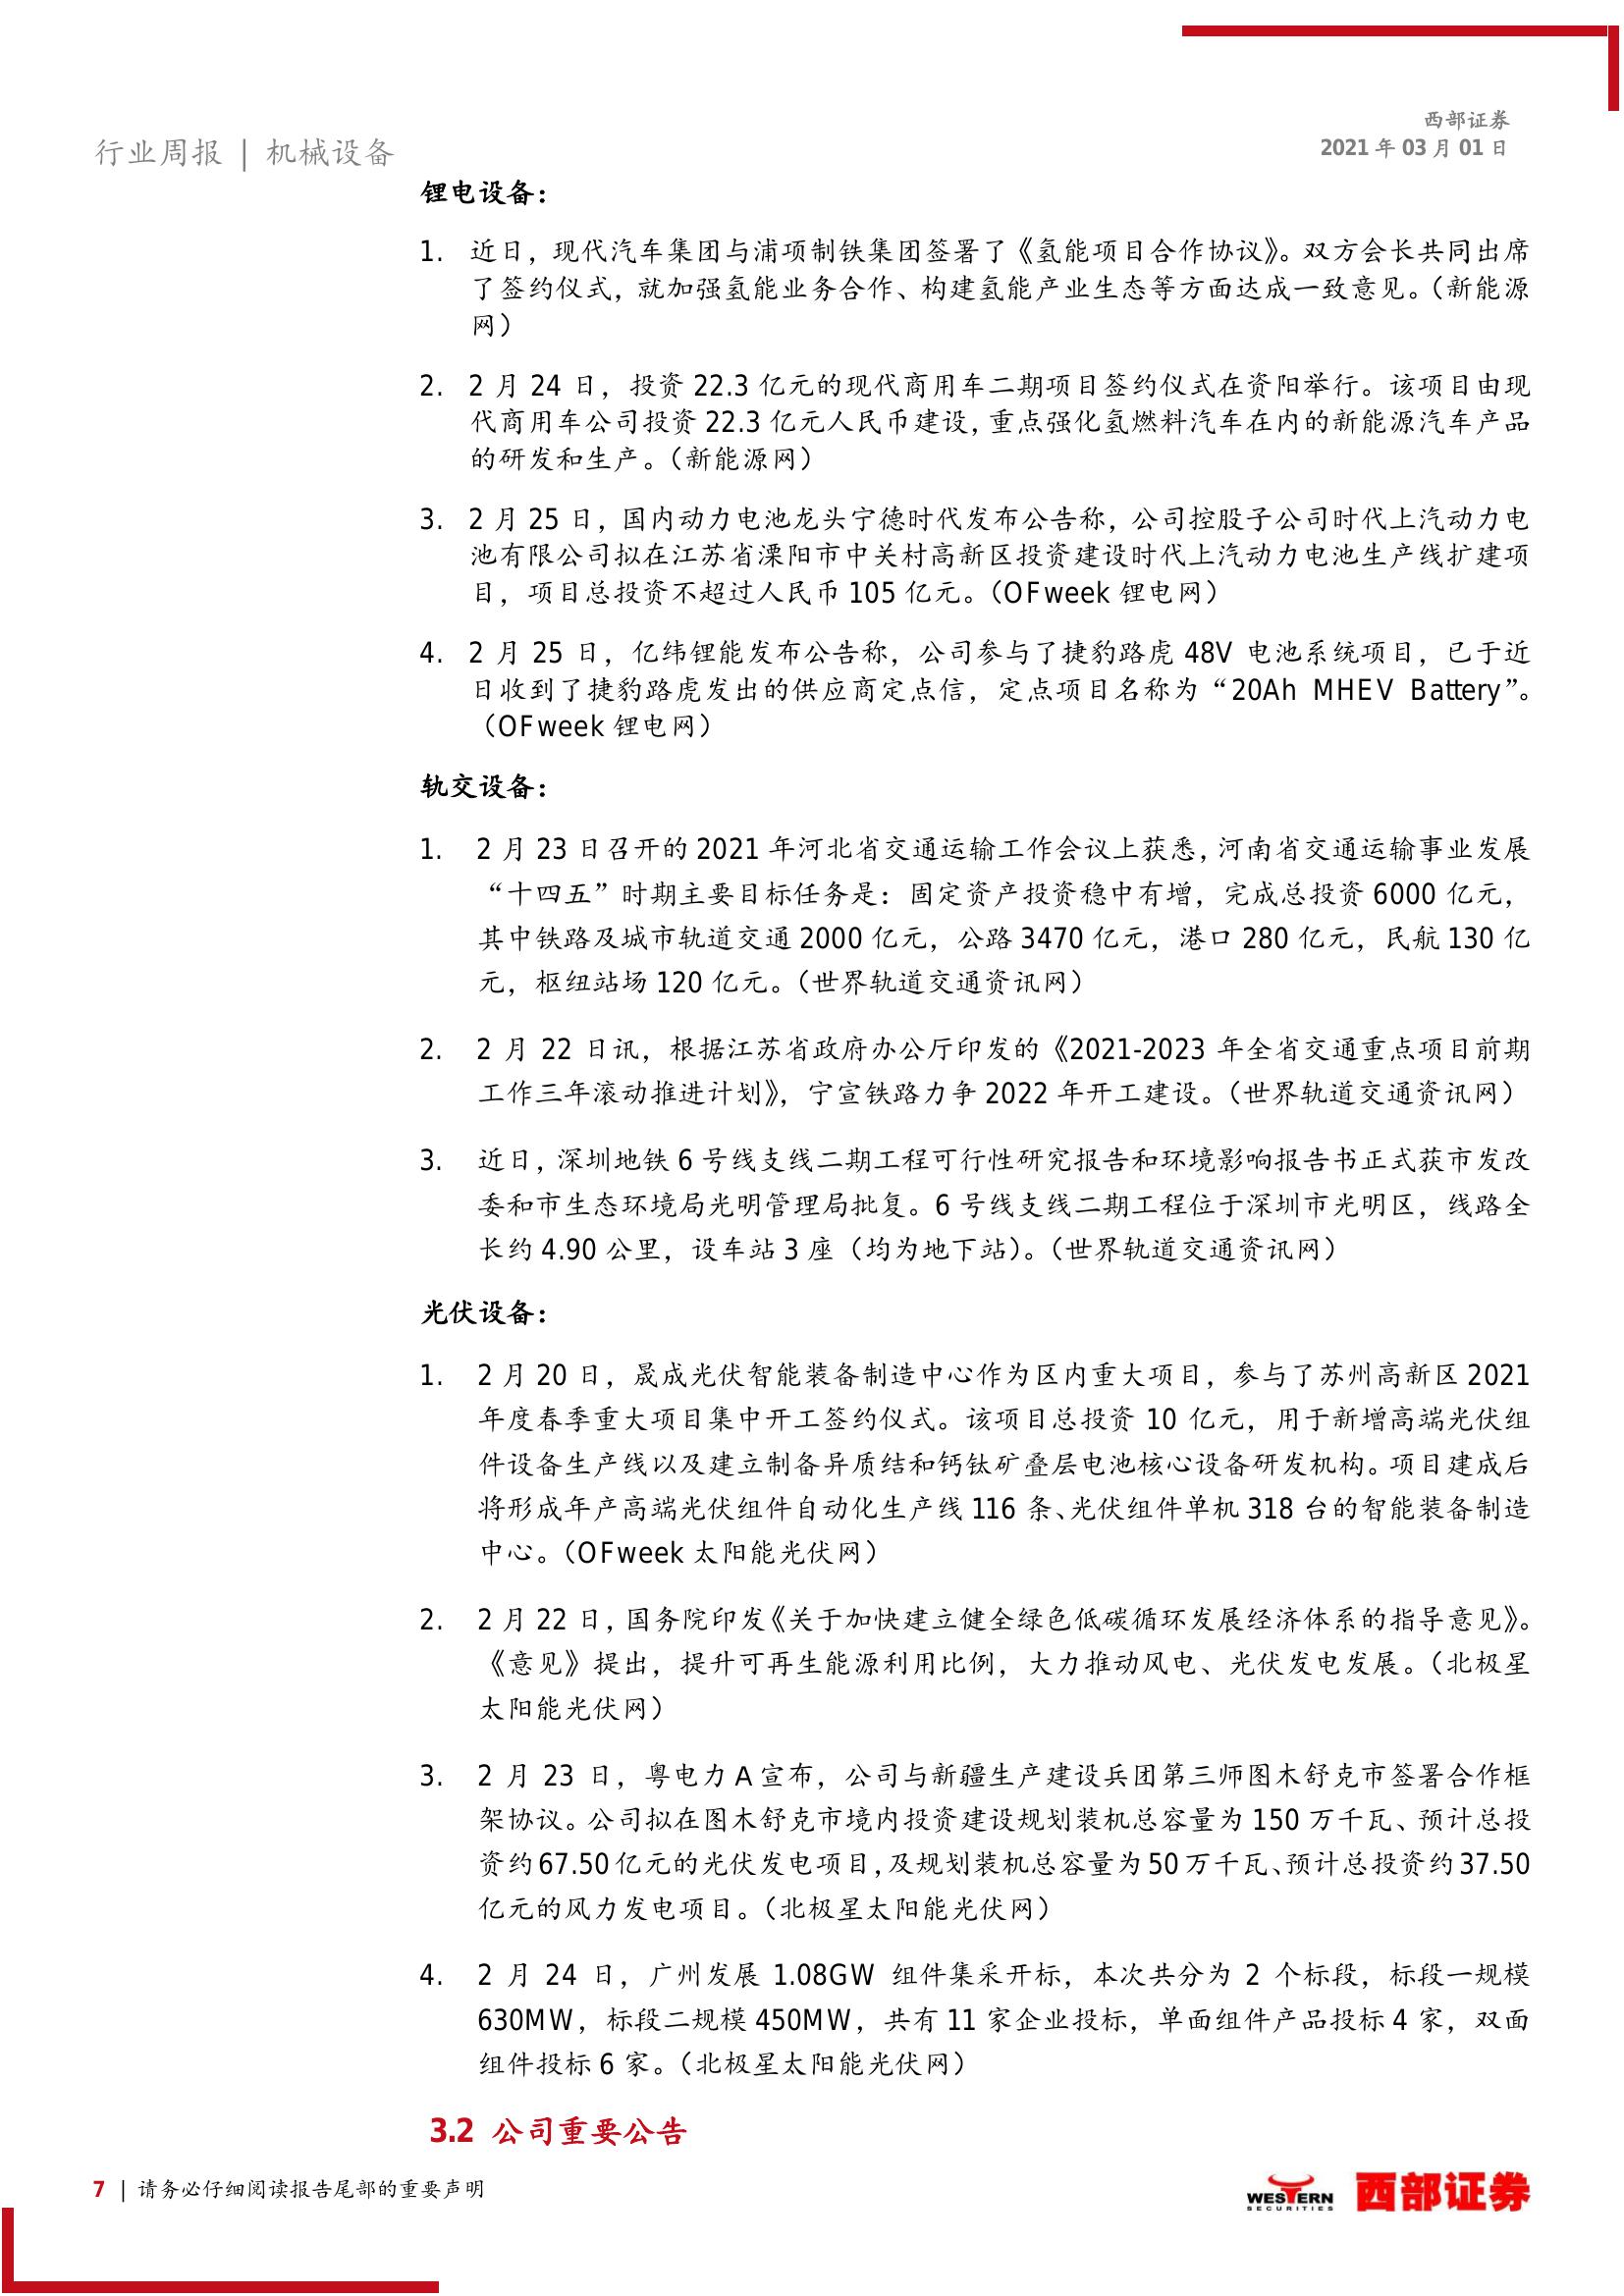 行业周报 | 机械设备
西部证券
2021 年 03 月 01 日
锂电设备：
1. 近日，现代汽车集团与浦项制铁集团签署了《氢能项目合作协议》。双方会长共同出席
了签约仪式，就加强氢能业务合作、构建氢能产业生态等方面达成一致意见。（新能源
网）
2. 2 月 24 日，投资 22.3 亿元的现代商用车二期项目签约仪式在资阳举行。该项目由现
代商用车公司投资 22.3 亿元人民币建设，重点强化氢燃料汽车在内的新能源汽车产品
的研发和生产。（新能源网）
3. 2 月 25 日，国内动力电池龙头宁德时代发布公告称，公司控股子公司时代上汽动力电
池有限公司拟在江苏省溧阳市中关村高新区投资建设时代上汽动力电池生产线扩建项
目，项目总投资不超过人民币 105 亿元。（OFweek 锂电网）
4. 2 月 25 日，亿纬锂能发布公告称，公司参与了捷豹路虎 48V 电池系统项目，已于近
日收到了捷豹路虎发出的供应商定点信，定点项目名称为“20Ah MHEV Battery”。
（OFweek 锂电网）
轨交设备：
1. 2 月 23 日召开的 2021 年河北省交通运输工作会议上获悉，河南省交通运输事业发展
“十四五”时期主要目标任务是：固定资产投资稳中有增，完成总投资 6000 亿元，
其中铁路及城市轨道交通 2000 亿元，公路 3470 亿元，港口 280 亿元，民航 130 亿
元，枢纽站场 120 亿元。（世界轨道交通资讯网）
2. 2 月 22 日讯，根据江苏省政府办公厅印发的《2021-2023 年全省交通重点项目前期
工作三年滚动推进计划》，宁宣铁路力争 2022 年开工建设。（世界轨道交通资讯网）
3. 近日，深圳地铁 6 号线支线二期工程可行性研究报告和环境影响报告书正式获市发改
委和市生态环境局光明管理局批复。6 号线支线二期工程位于深圳市光明区，线路全
长约 4.90 公里，设车站 3 座（均为地下站）。（世界轨道交通资讯网）
光伏设备：
1. 2 月 20 日，晟成光伏智能装备制造中心作为区内重大项目，参与了苏州高新区 2021
年度春季重大项目集中开工签约仪式。该项目总投资 10 亿元，用于新增高端光伏组
件设备生产线以及建立制备异质结和钙钛矿叠层电池核心设备研发机构。项目建成后
将形成年产高端光伏组件自动化生产线 116 条、光伏组件单机 318 台的智能装备制造
中心。（OFweek 太阳能光伏网）
2. 2 月 22 日，国务院印发《关于加快建立健全绿色低碳循环发展经济体系的指导意见》。
《意见》提出，提升可再生能源利用比例，大力推动风电、光伏发电发展。（北极星
太阳能光伏网）
3. 2 月 23 日，粤电力 A 宣布，公司与新疆生产建设兵团第三师图木舒克市签署合作框
架协议。公司拟在图木舒克市境内投资建设规划装机总容量为 150 万千瓦、预计总投
资约 67.50 亿元的光伏发电项目，及规划装机总容量为 50 万千瓦、预计总投资约 37.50
亿元的风力发电项目。（北极星太阳能光伏网）
4. 2 月 24 日，广州发展 1.08GW 组件集采开标，本次共分为 2 个标段，标段一规模
630MW，标段二规模 450MW，共有 11 家企业投标，单面组件产品投标 4 家，双面
组件投标 6 家。（北极星太阳能光伏网）
3.2 公司重要公告
7 | 请务必仔细阅读报告尾部的重要声明
WESTERN
SECURITIES
西部证券